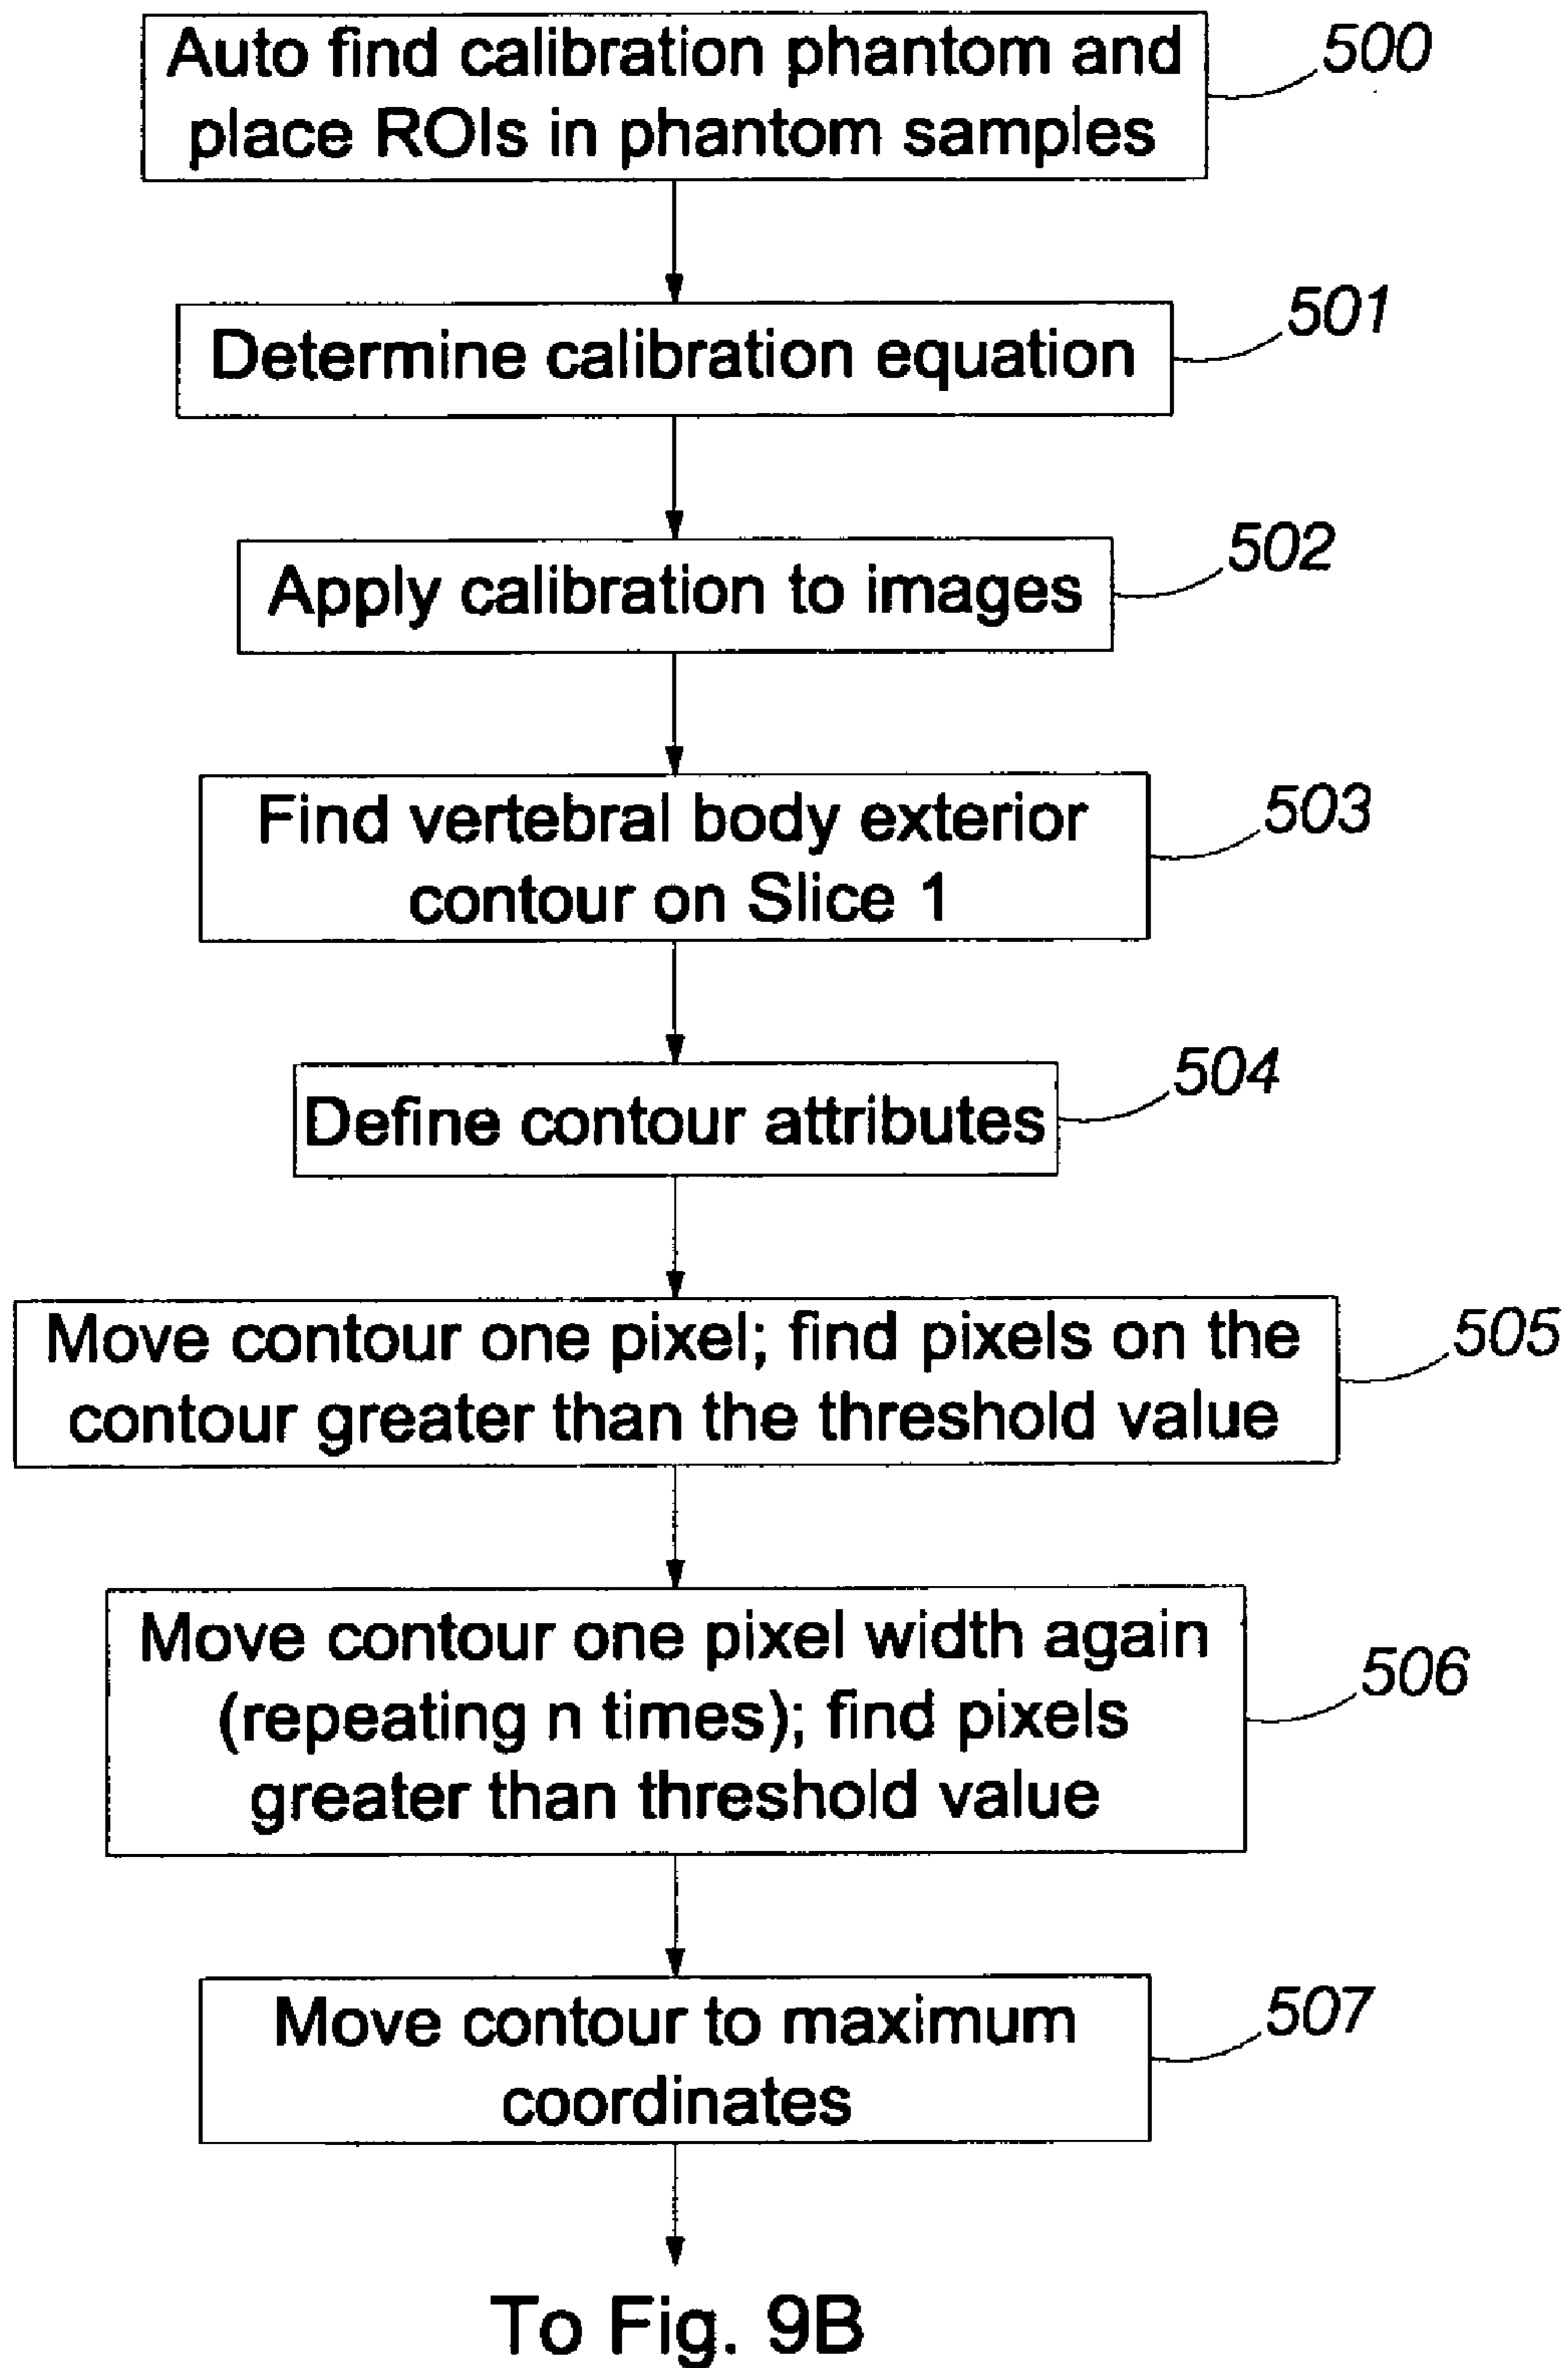 Auto find calibration phantom and
place ROIs in phantom samples
500
Determine calibration equation
501
Apply calibration to images
502
Find vertebral body exterior
contour on Slice 1
503
Define contour attributes
504
Move contour one pixel; find pixels on the
contour greater than the threshold value
505
Move contour one pixel width again
(repeating n times); find pixels
greater than threshold value
506
Move contour to maximum
coordinates
507
To Fig. 9B